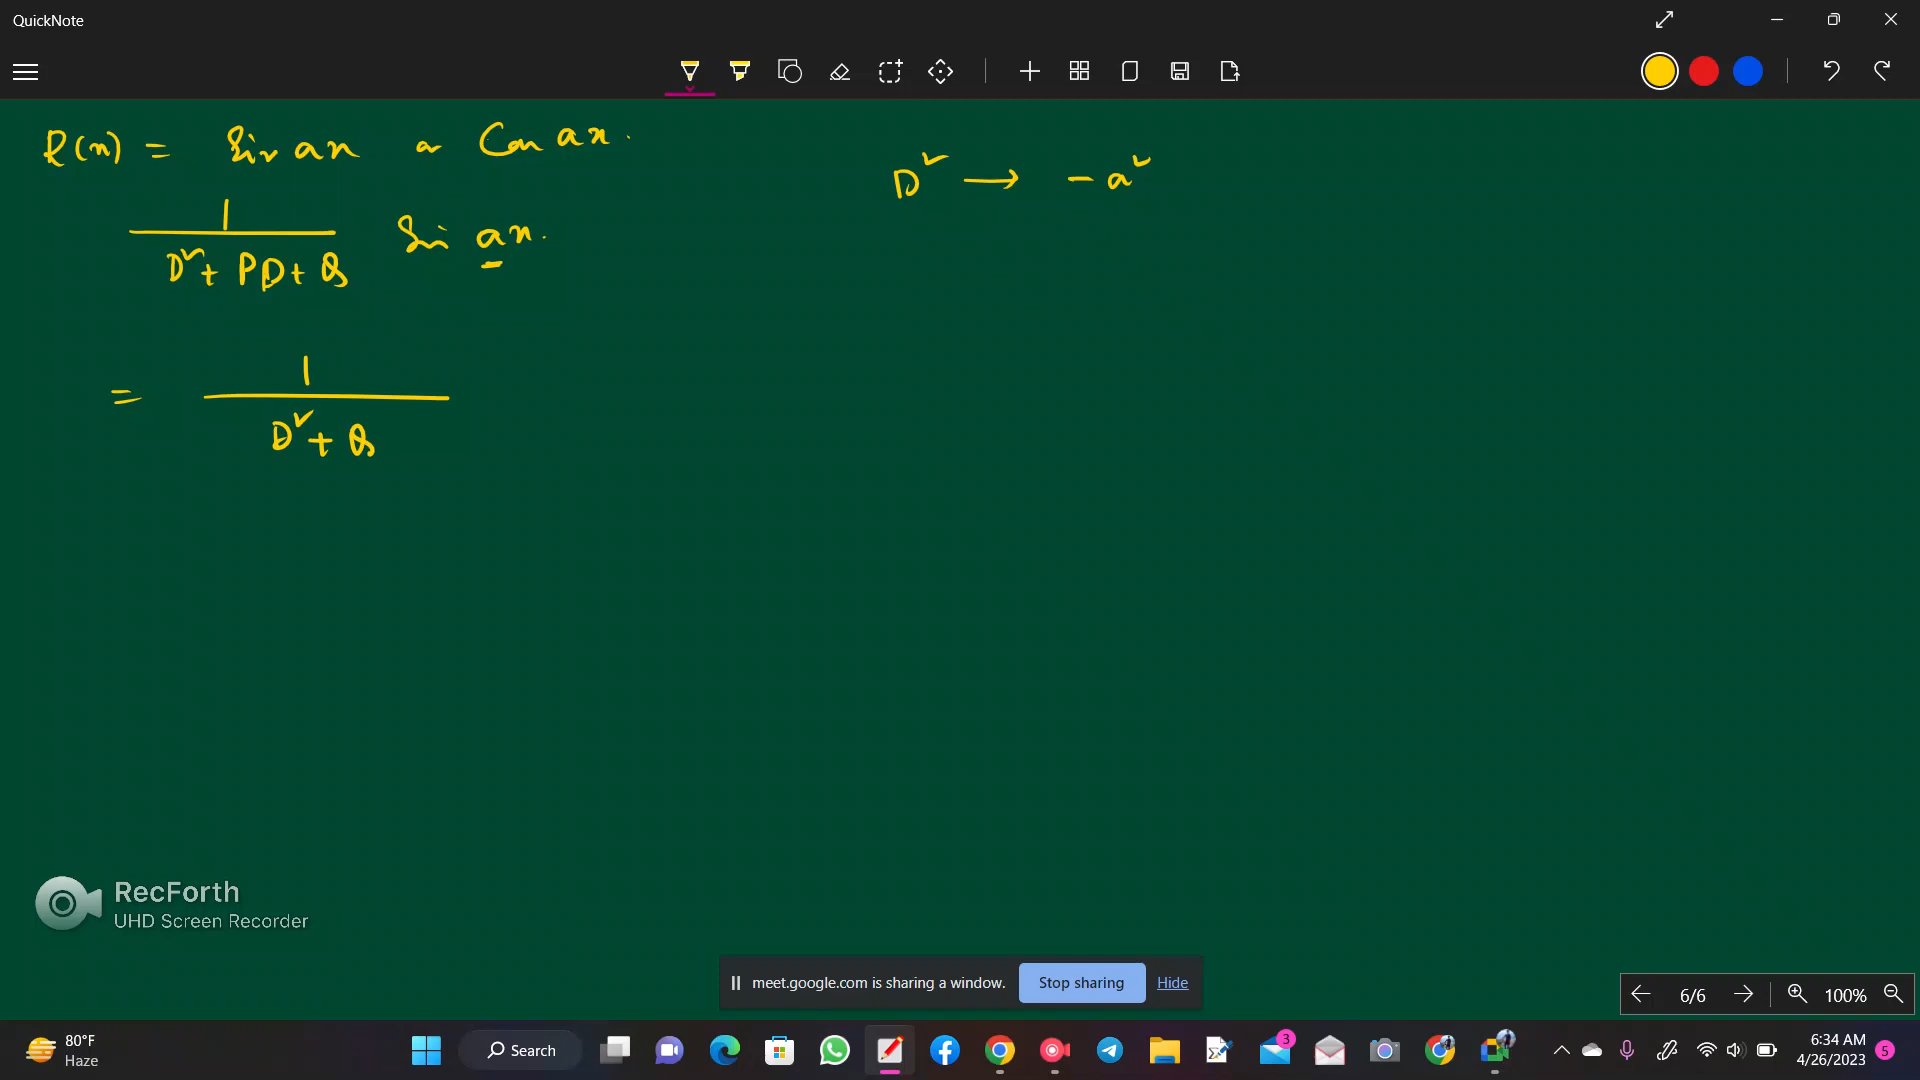 QuickNote
R(x) = Sin ax or Cos ax.
D² → - a²
1
D² + PD + Q
Sin ax.
=
1
D² + Q
RecForth
UHD Screen Recorder
meet.google.com is sharing a window.
Stop sharing
Hide
6/6
100%
80°F
Haze
Search
3
6:34 AM
4/26/2023
5